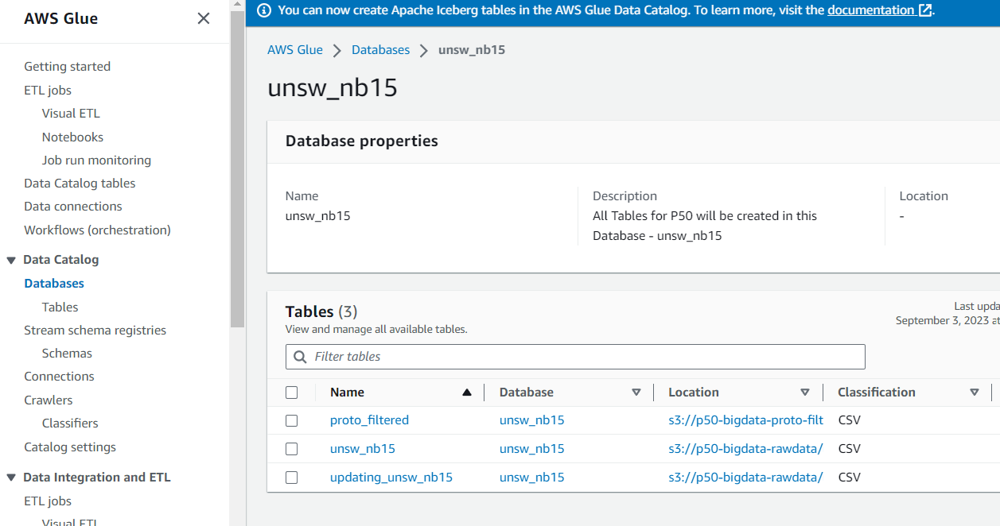 AWS Glue
Getting started
ETL jobs
Visual ETL
Notebooks
Job run monitoring
Data Catalog tables
Data connections
Workflows (orchestration)
Data Catalog
Databases
Tables
Stream schema registries
Schemas
Connections
Crawlers
Classifiers
Catalog settings
Data Integration and ETL
ETL jobs
Visual ETL
You can now create Apache Iceberg tables in the AWS Glue Data Catalog. To learn more, visit the documentation.
AWS Glue > Databases > unsw_nb15
unsw_nb15
Database properties
Name
unsw_nb15
Description
All Tables for P50 will be created in this
Database - unsw_nb15
Location
-
Tables (3)
View and manage all available tables.
Last upda
September 3, 2023 at
Filter tables
Name Database Location Classification
proto_filtered unsw_nb15 s3://p50-bigdata-proto-filt CSV
unsw_nb15 unsw_nb15 s3://p50-bigdata-rawdata/ CSV
updating_unsw_nb15 unsw_nb15 s3://p50-bigdata-rawdata/ CSV